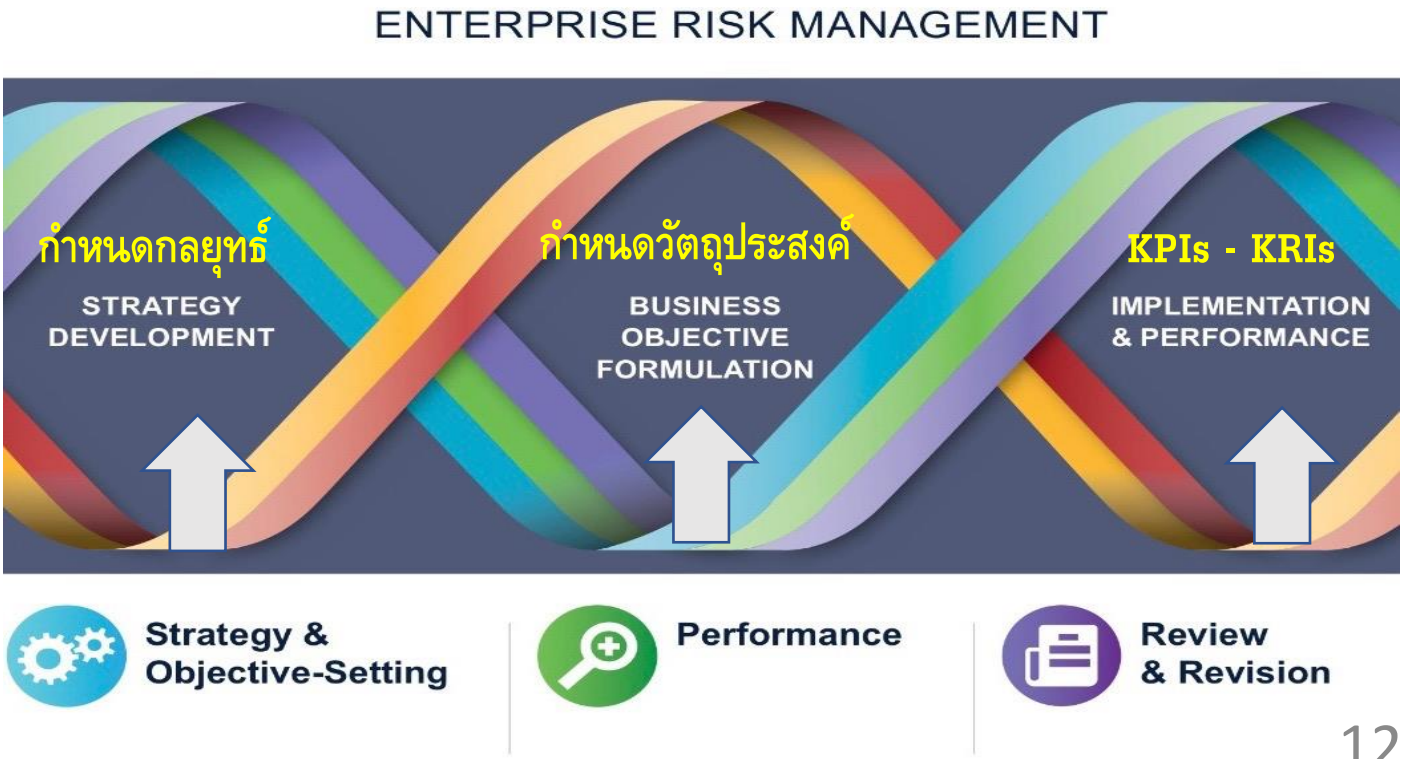 ENTERPRISE RISK MANAGEMENT
กำหนดกลยุทธ์
STRATEGY
DEVELOPMENT
กำหนดวัตถุประสงค์
BUSINESS
OBJECTIVE
FORMULATION
KPIs - KRIs
IMPLEMENTATION
& PERFORMANCE
Strategy &
Objective-Setting
Performance
Review
& Revision
12